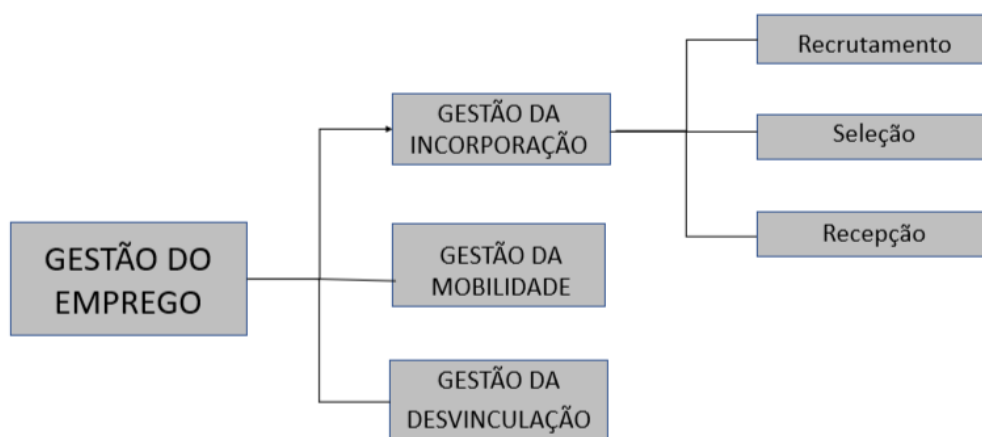 GESTÃO DO
EMPREGO
GESTÃO DA
INCORPORAÇÃO
GESTÃO DA
MOBILIDADE
GESTÃO DA
DESVINCULAÇÃO
Recrutamento
Seleção
Recepção